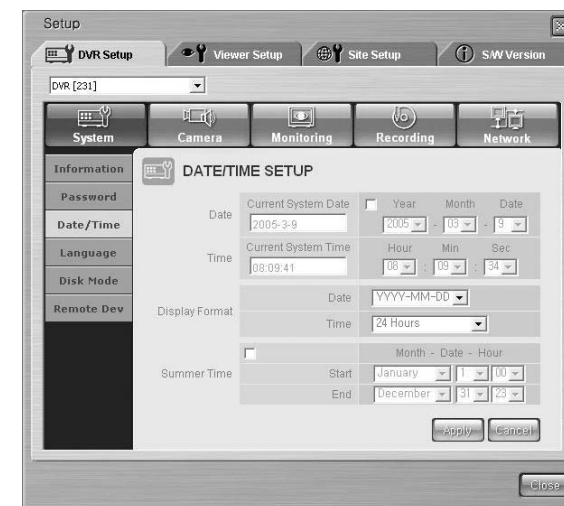 Setup
DVR Setup Viewer Setup Site Setup S/W Version
DVR [231]
System Camera Monitoring Recording Network
Information
Password
Date/Time
Language
Disk Mode
Remote Dev
DATE/TIME SETUP
Date Current System Date Year Month Date
2005-3-9 2005 - 03 - 9
Time Current System Time Hour Min Sec
08:09:41 08 : 09 : 34
Display Format Date YYYY-MM-DD
Time 24 Hours
Month - Date - Hour
Summer Time Start January 1 00
End December 31 23
Apply Cancel
Close